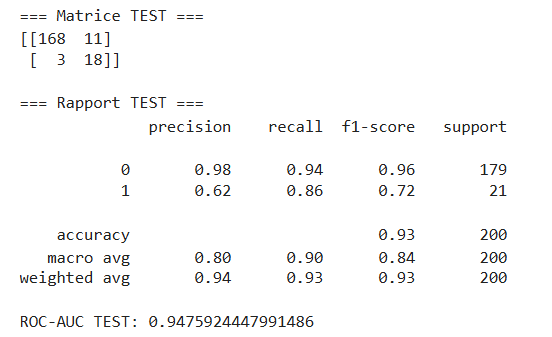 === Matrice TEST ===
[[168  11]
 [  3  18]]
=== Rapport TEST ===
precision    recall  f1-score   support
0       0.98      0.94      0.96       179
1       0.62      0.86      0.72        21
accuracy                           0.93       200
macro avg       0.80      0.90      0.84       200
weighted avg       0.94      0.93      0.93       200
ROC-AUC TEST: 0.9475924447991486